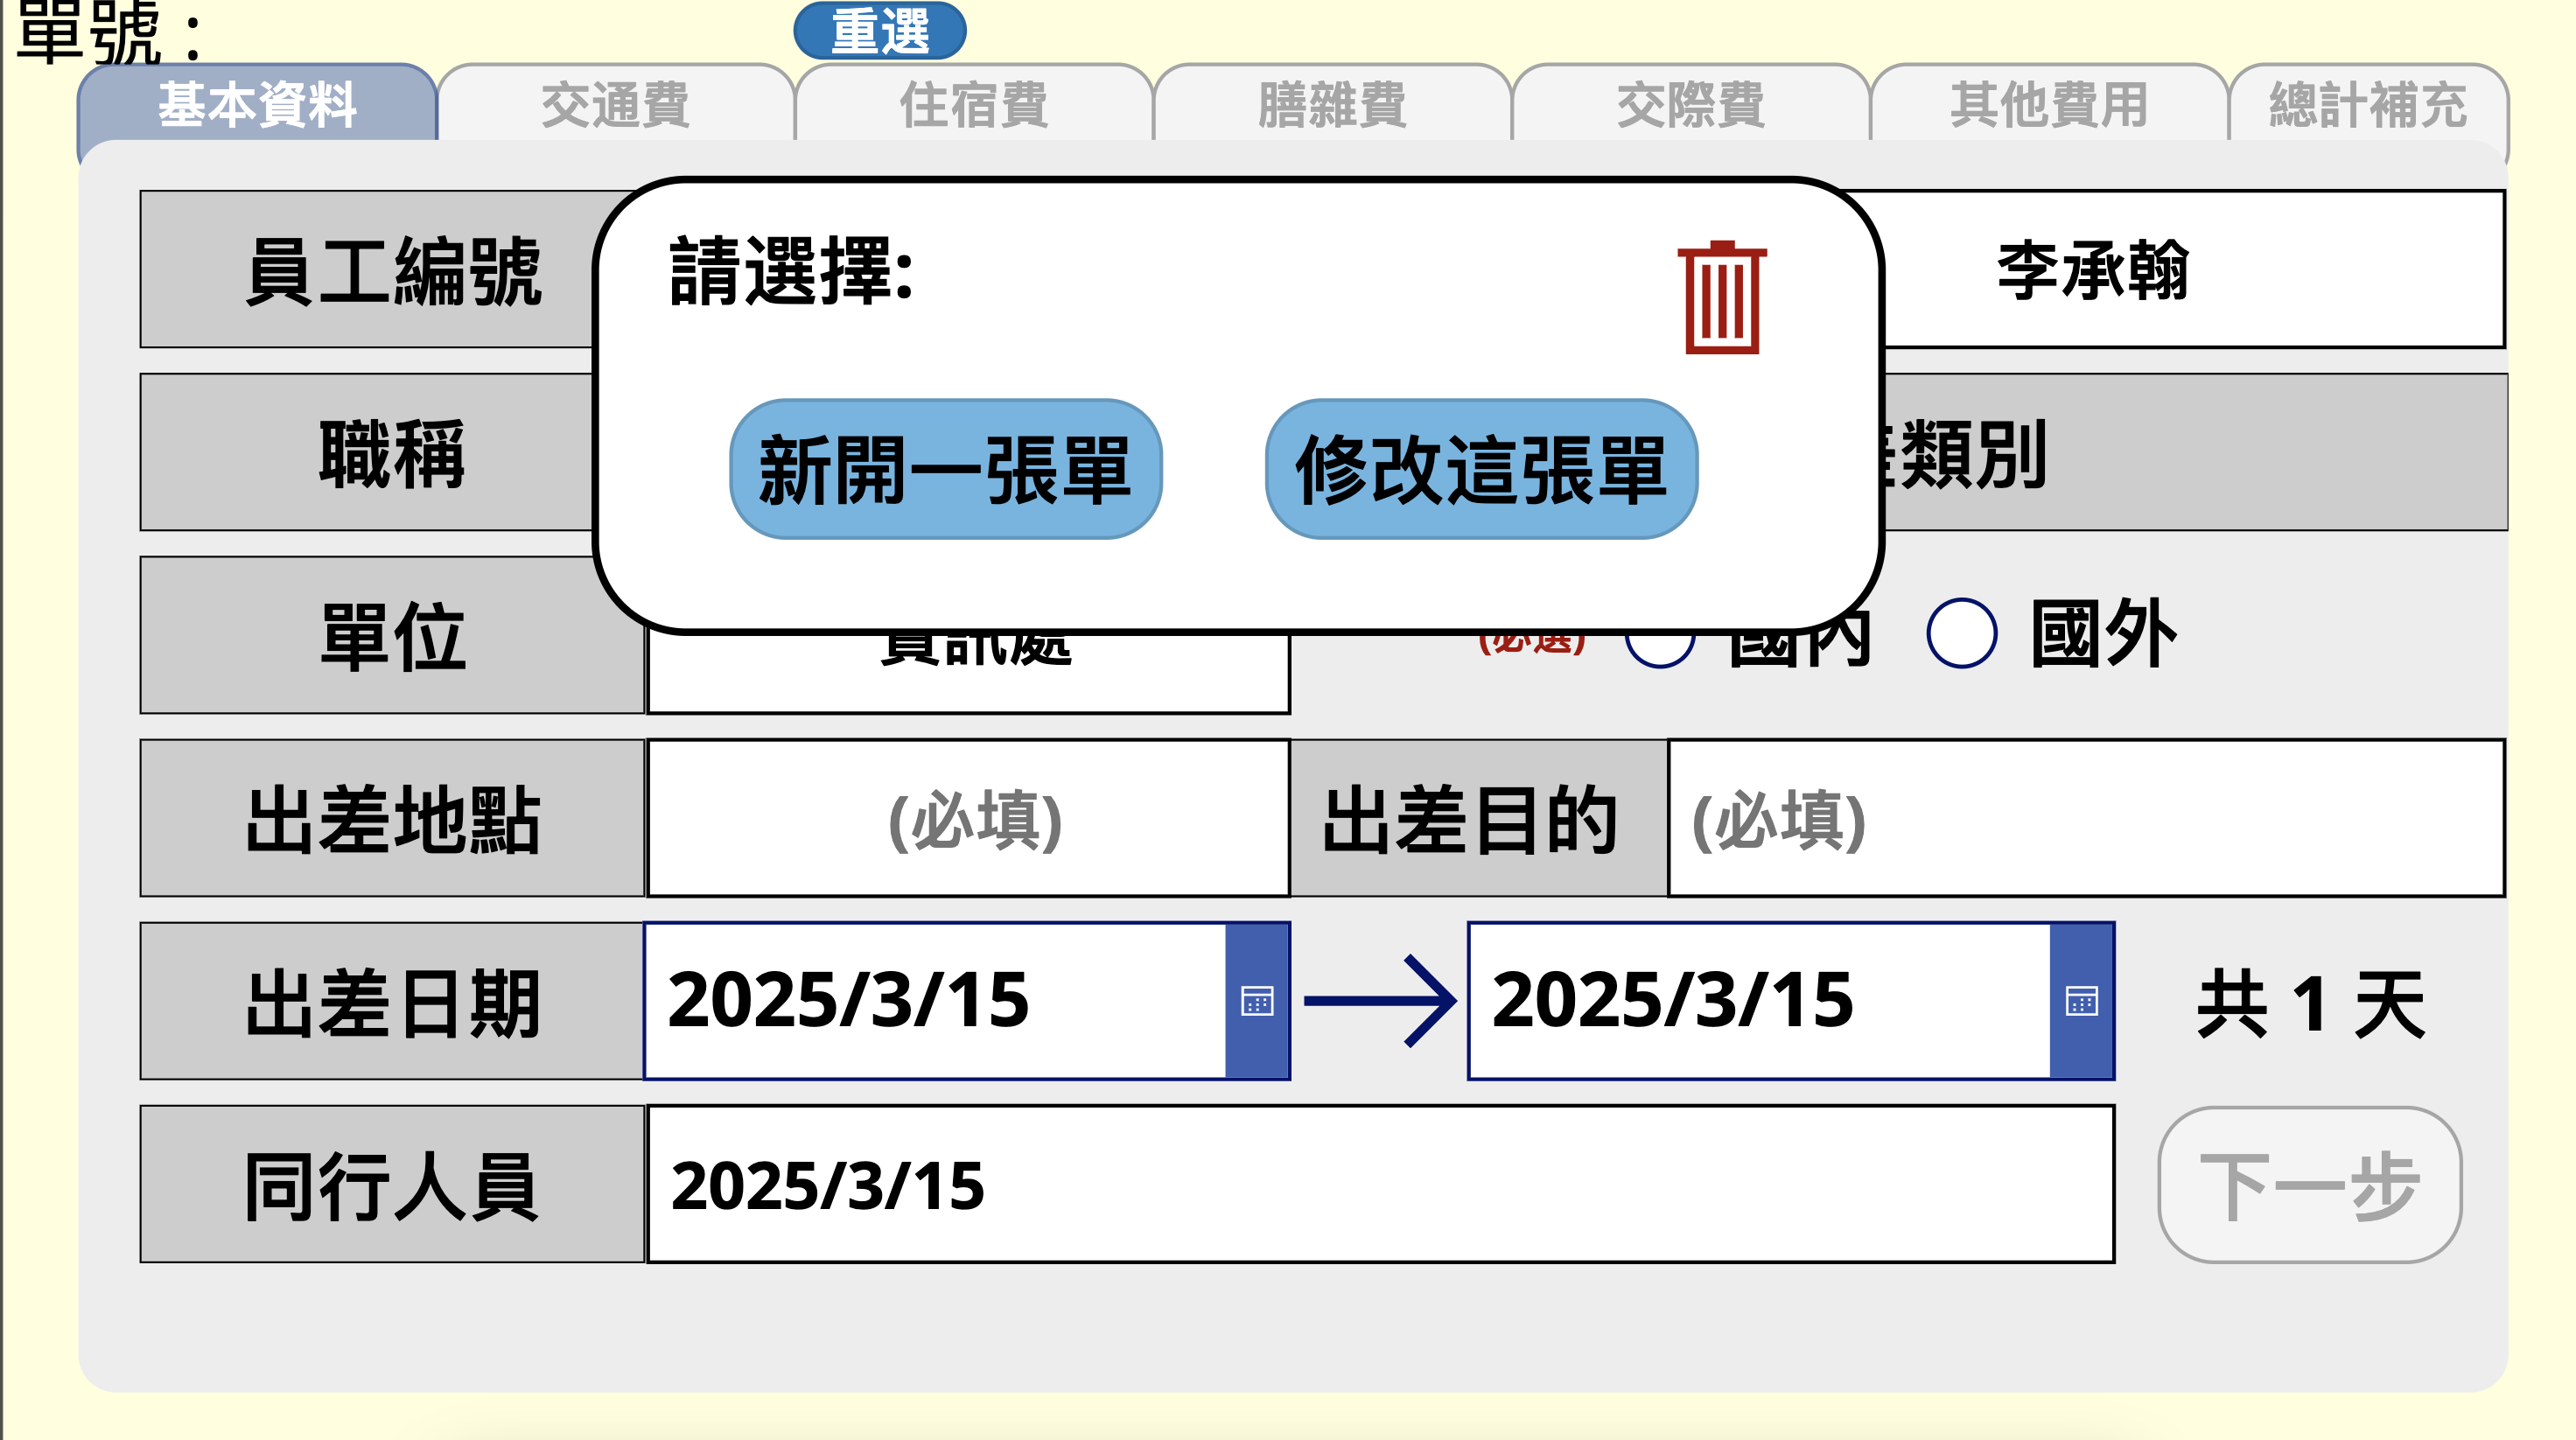 單號：
重選
基本資料 交通費 住宿費 膳雜費 交際費 其他費用 總計補充
請選擇:
員工編號 李承翰
新開一張單 修改這張單
職稱 類別
單位 資訊處 (必選) 國內 國外
出差地點 (必填) 出差目的 (必填)
出差日期 2025/3/15 2025/3/15 共 1 天
同行人員 2025/3/15 下一步